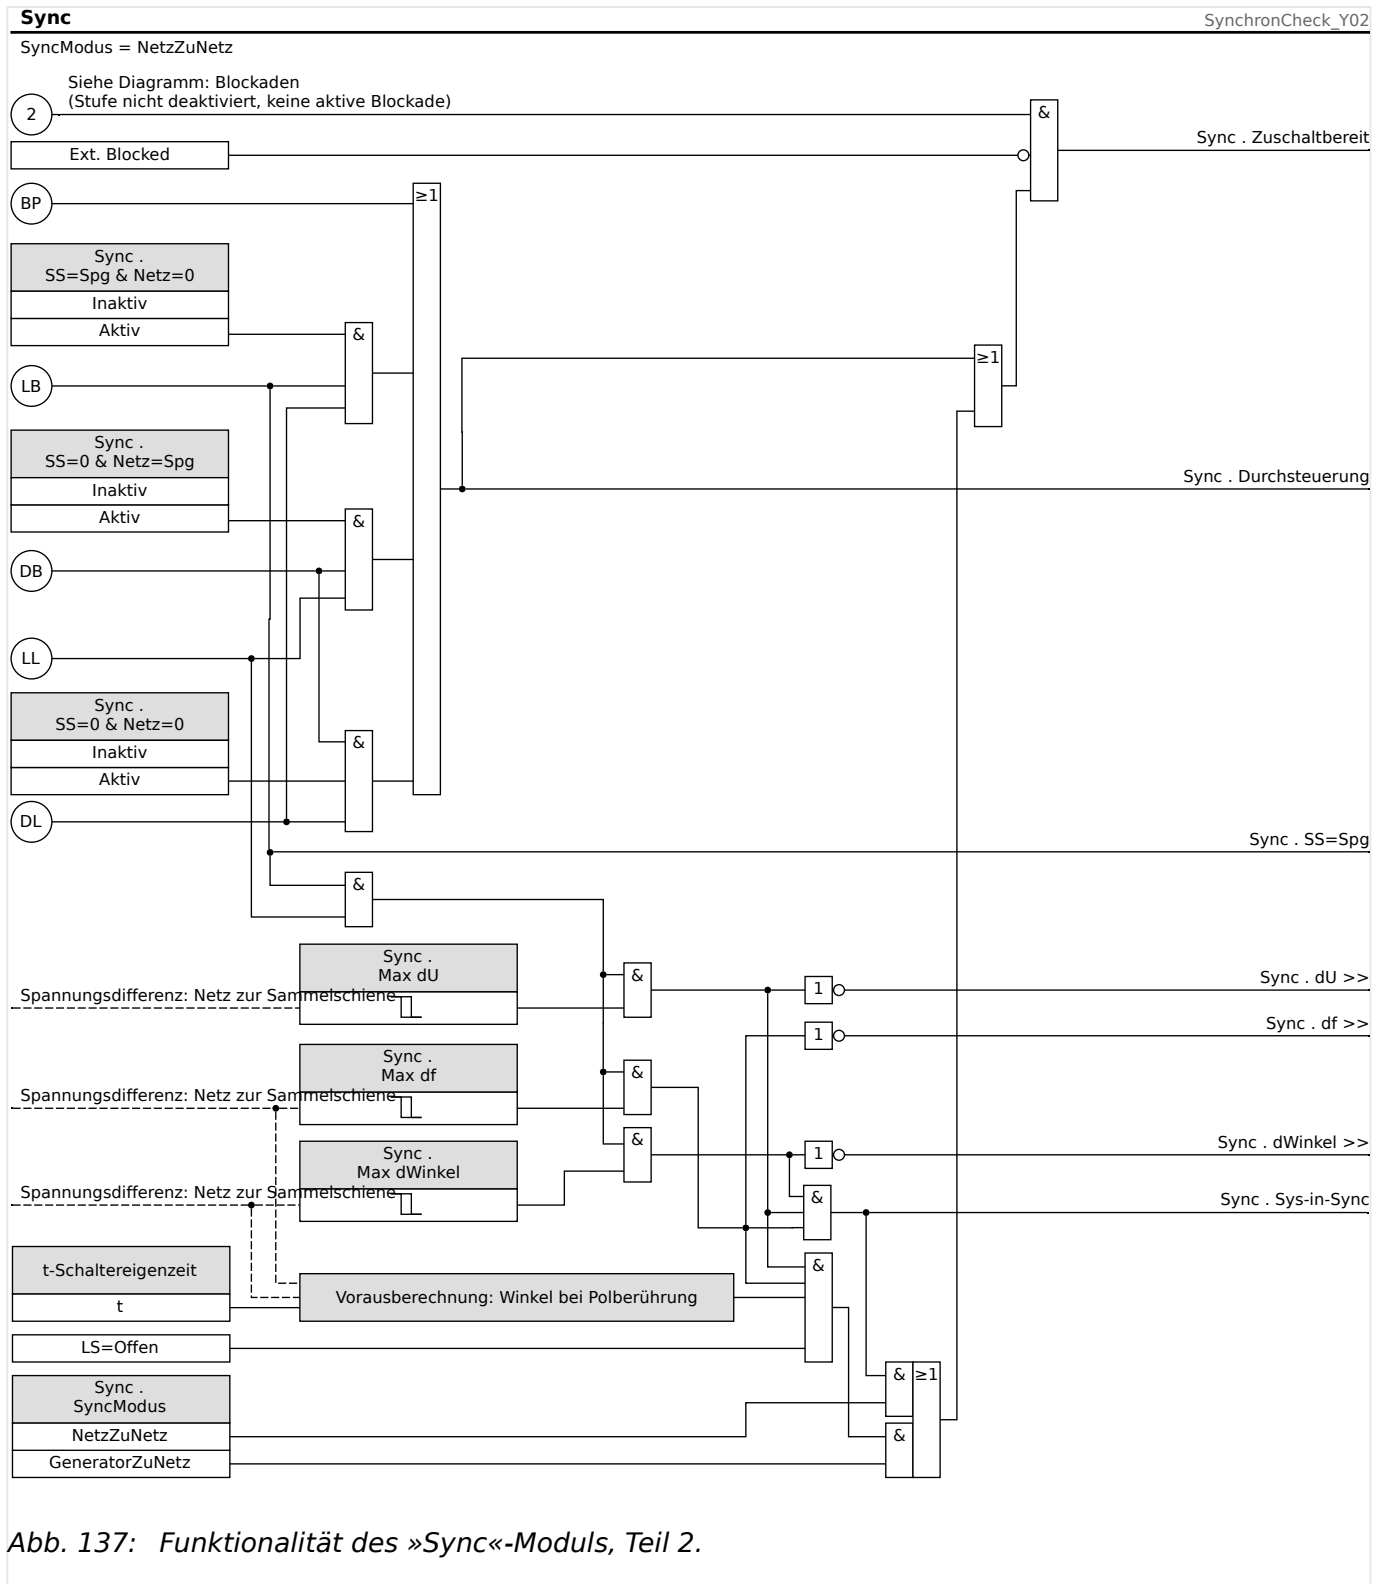 Sync
SynchronCheck_Y02
SyncModus = NetzZuNetz
Siehe Diagramm: Blockaden
(Stufe nicht deaktiviert, keine aktive Blockade)
2
&
Sync . Zuschaltbereit
Ext. Blocked
BP
≥1
Sync .
SS=Spg & Netz=0
Inaktiv
Aktiv
&
≥1
LB
Sync .
SS=0 & Netz=Spg
Inaktiv
Aktiv
&
Sync . Durchsteuerung
DB
LL
Sync .
SS=0 & Netz=0
Inaktiv
Aktiv
&
DL
Sync . SS=Spg
&
Sync .
Max dU
&
Sync . dU >>
1
Spannungsdifferenz: Netz zur Sammelschiene
Sync . df >>
1
Sync .
Max df
&
Spannungsdifferenz: Netz zur Sammelschiene
&
Sync .
Max dWinkel
1
Sync . dWinkel >>
Spannungsdifferenz: Netz zur Sammelschiene
&
Sync . Sys-in-Sync
t-Schaltereigenzeit
t
&
Vorausberechnung: Winkel bei Polberührung
LS=Offen
Sync .
SyncModus
NetzZuNetz
GeneratorZuNetz
&
≥1
&
Abb. 137: Funktionalität des »Sync«-Moduls, Teil 2.